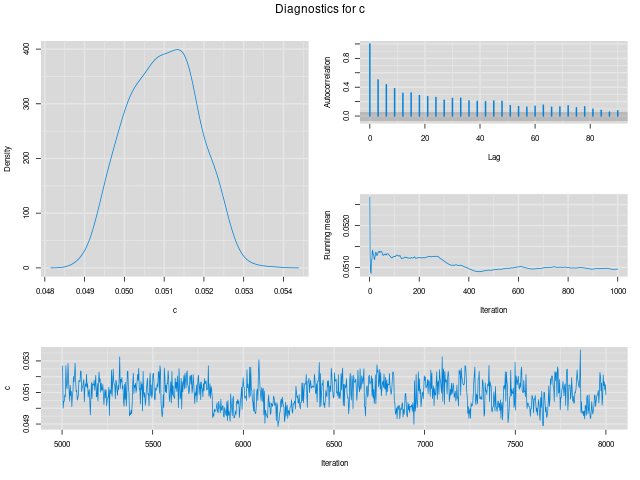 Diagnostics for c
Density
0 100 200 300 400
0.048 0.049 0.050 0.051 0.052 0.053 0.054
c
Autocorrelation
0.0 0.4 0.8
0 20 40 60 80
Lag
Running mean
0.0510 0.0520
0 200 400 600 800 1000
Iteration
c
0.049 0.051 0.053
5000 5500 6000 6500 7000 7500 8000
Iteration